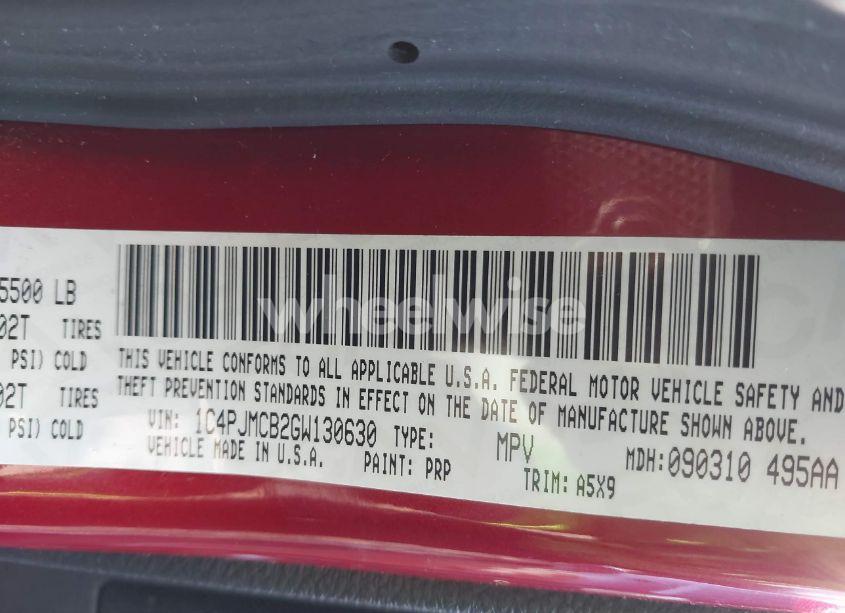 5500 LB
02T TIRES
PSI) COLD
02T TIRES
PSI) COLD
wheelwise
THIS VEHICLE CONFORMS TO ALL APPLICABLE U.S.A. FEDERAL MOTOR VEHICLE SAFETY AND
THEFT PREVENTION STANDARDS IN EFFECT ON THE DATE OF MANUFACTURE SHOWN ABOVE.
VIN: 1C4PJMCB2GW130630 TYPE: MPV MDH:090310 495AA
VEHICLE MADE IN U.S.A. PAINT: PRP TRIM: A5X9